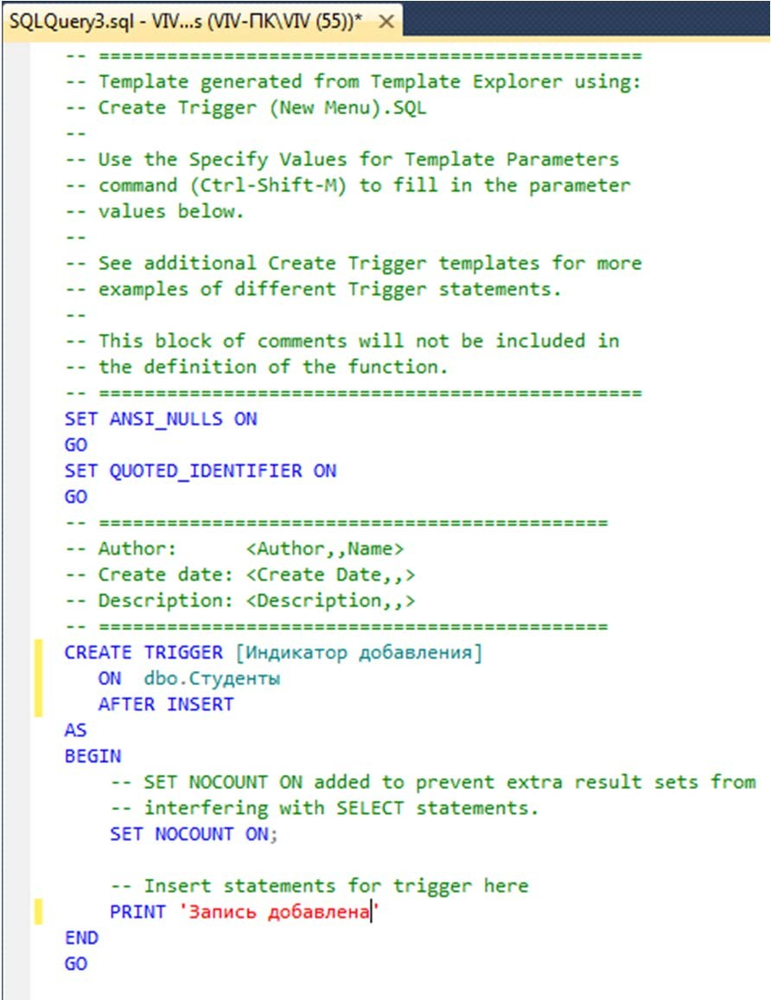 SQLQuery3.sql - VIV...s (VIV-ПК\VIV (55))* ×
-- ================================================
-- Template generated from Template Explorer using:
-- Create Trigger (New Menu).SQL
--
-- Use the Specify Values for Template Parameters
-- command (Ctrl-Shift-M) to fill in the parameter
-- values below.
--
-- See additional Create Trigger templates for more
-- examples of different Trigger statements.
--
-- This block of comments will not be included in
-- the definition of the function.
-- ================================================
SET ANSI_NULLS ON
GO
SET QUOTED_IDENTIFIER ON
GO
-- =============================================
-- Author:      <Author,,Name>
-- Create date: <Create Date,,>
-- Description: <Description,,>
-- =============================================
CREATE TRIGGER [Индикатор добавления]
   ON  dbo.Студенты
   AFTER INSERT
AS
BEGIN
    -- SET NOCOUNT ON added to prevent extra result sets from
    -- interfering with SELECT statements.
    SET NOCOUNT ON;
    -- Insert statements for trigger here
    PRINT 'Запись добавлена'
END
GO